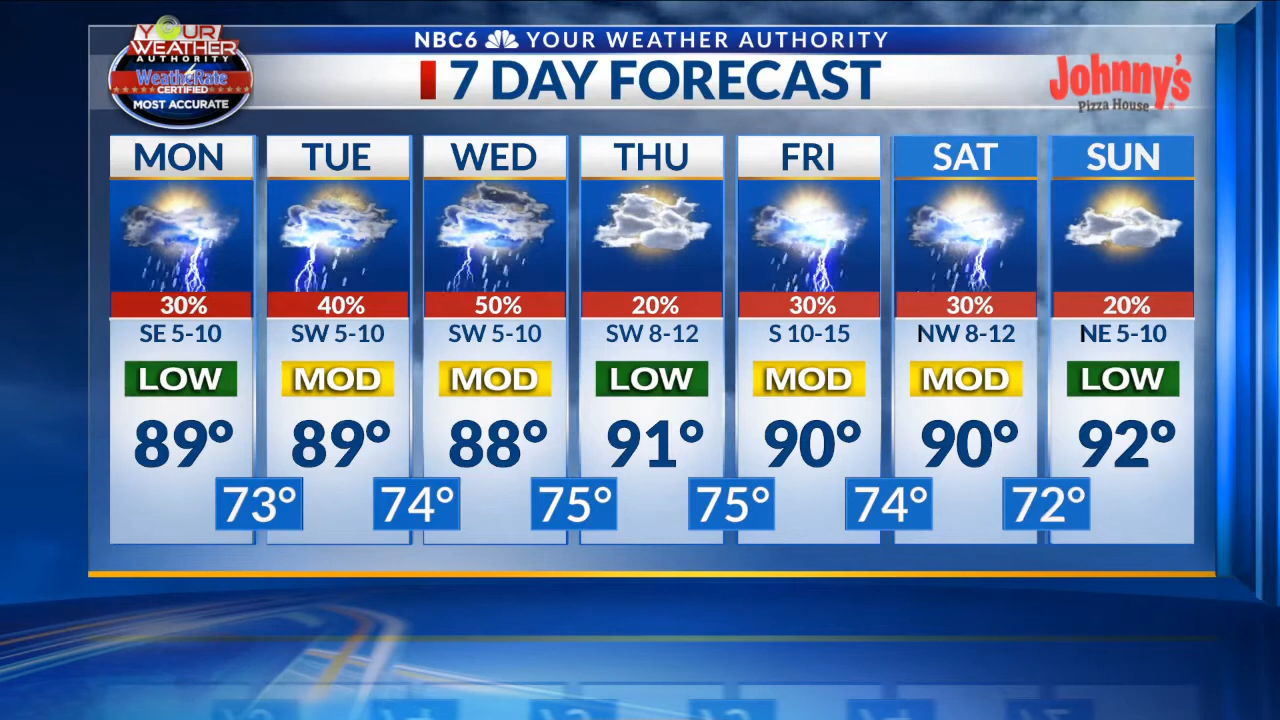 YOUR
WEATHER
AUTHORITY
WeatheRate
CERTIFIED
MOST ACCURATE
NBC6 YOUR WEATHER AUTHORITY
7 DAY FORECAST
Johnny's
Pizza House
MON TUE WED THU FRI SAT SUN
30% 40% 50% 20% 30% 30% 20%
SE 5-10 SW 5-10 SW 5-10 SW 8-12 S 10-15 NW 8-12 NE 5-10
LOW MOD MOD LOW MOD MOD LOW
89° 89° 88° 91° 90° 90° 92°
73° 74° 75° 75° 74° 72°